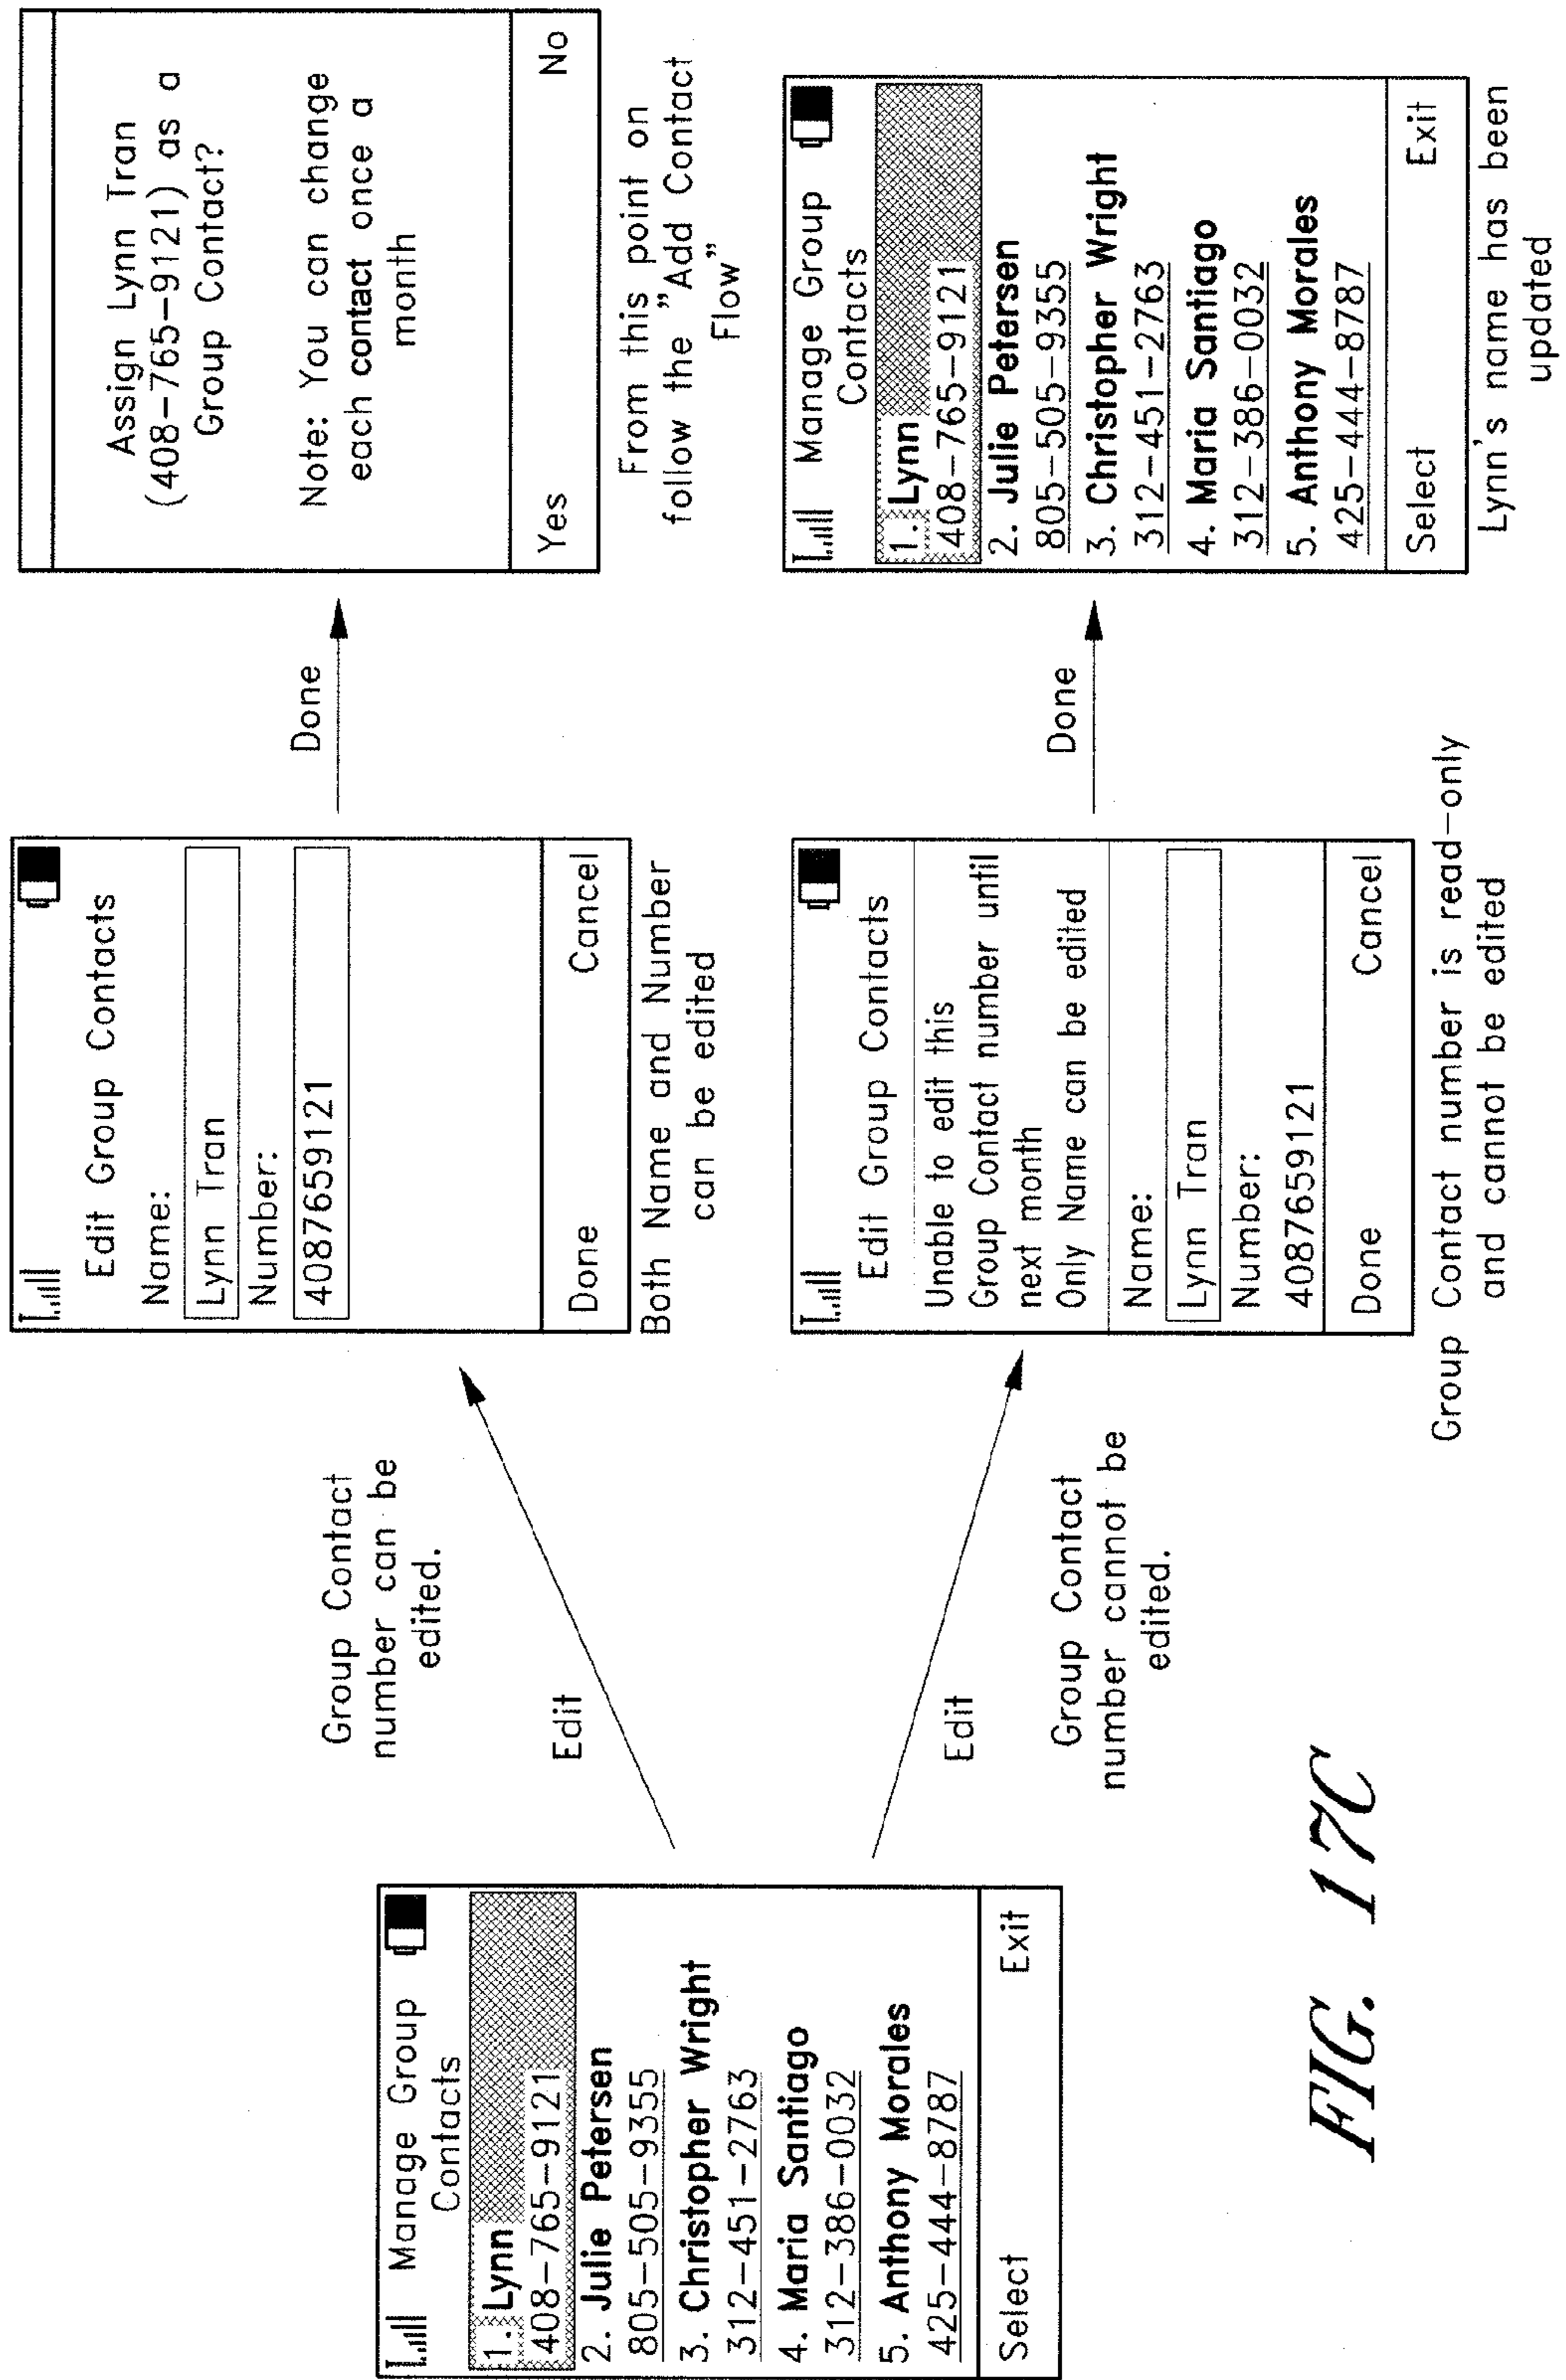 Manage Group
Contacts
1. Lynn
408-765-9121
2. Julie Petersen
805-505-9355
3. Christopher Wright
312-451-2763
4. Maria Santiago
312-386-0032
5. Anthony Morales
425-444-8787
Select Exit
Group Contact
number can be
edited.
Edit
Edit
Group Contact
number cannot be
edited.
Edit Group Contacts
Name:
Lynn Tran
Number:
4087659121
Done Cancel
Both Name and Number
can be edited
Edit Group Contacts
Unable to edit this
Group Contact number until
next month
Only Name can be edited
Name:
Lynn Tran
Number:
4087659121
Done Cancel
Group Contact number is read-only
and cannot be edited
Done
Done
Assign Lynn Tran
(408-765-9121) as a
Group Contact?
Note: You can change
each contact once a
month
Yes No
From this point on
follow the "Add Contact
Flow"
Manage Group
Contacts
1. Lynn
408-765-9121
2. Julie Petersen
805-505-9355
3. Christopher Wright
312-451-2763
4. Maria Santiago
312-386-0032
5. Anthony Morales
425-444-8787
Select Exit
Lynn's name has been
updated
FIG. 17C